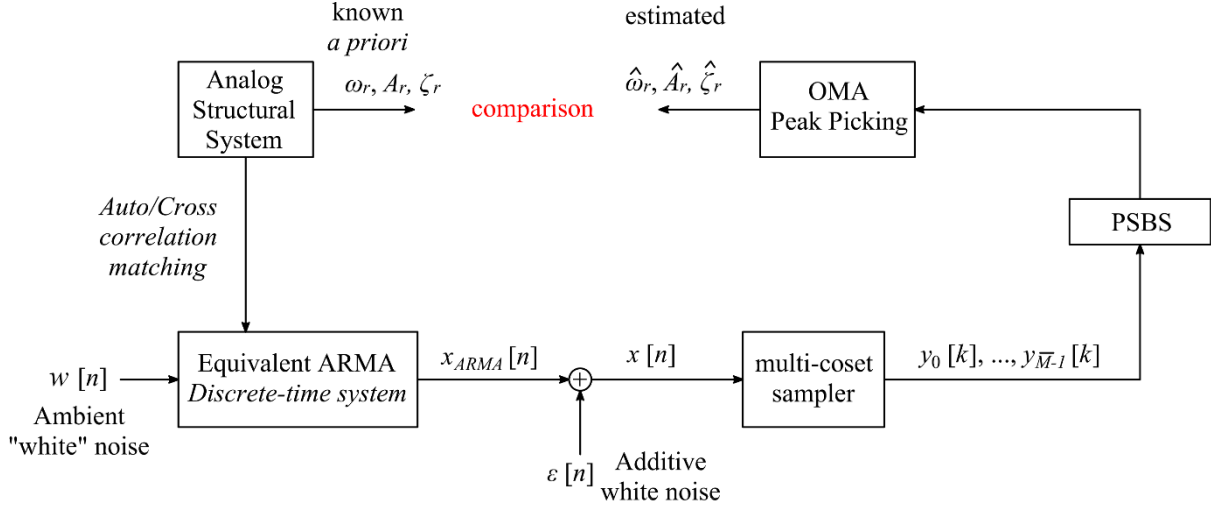 known
a priori
estimated
Analog
Structural
System
ωr, Ar, ζr
comparison
ω̂r, Âr, ζ̂r
OMA
Peak Picking
Auto/Cross
correlation
matching
PSBS
w [n]
Ambient
"white" noise
Equivalent ARMA
Discrete-time system
xARMA [n]
x [n]
ε [n]
Additive
white noise
multi-coset
sampler
y0 [k], ..., yM̅-1 [k]